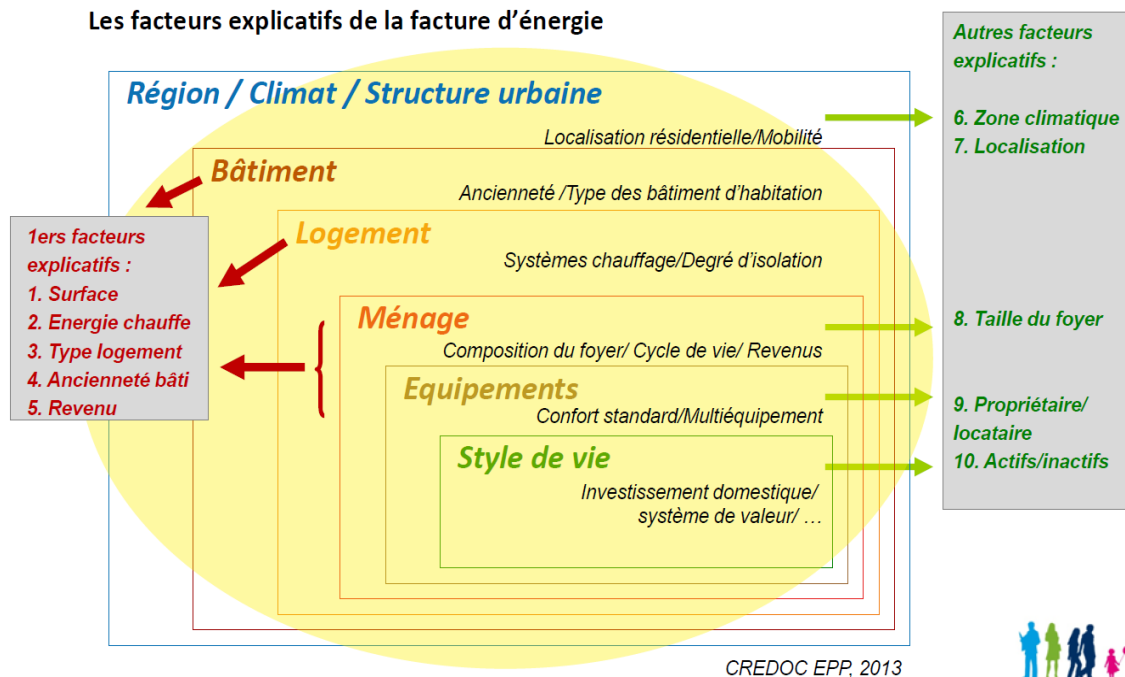 Les facteurs explicatifs de la facture d’énergie
Région / Climat / Structure urbaine
Localisation résidentielle/Mobilité
Bâtiment
Ancienneté /Type des bâtiment d’habitation
Logement
Systèmes chauffage/Degré d’isolation
Ménage
Composition du foyer/ Cycle de vie/ Revenus
Equipements
Confort standard/Multiéquipement
Style de vie
Investissement domestique/
système de valeur/ …
1ers facteurs
explicatifs :
1. Surface
2. Energie chauffe
3. Type logement
4. Ancienneté bâti
5. Revenu
Autres facteurs
explicatifs :
6. Zone climatique
7. Localisation
8. Taille du foyer
9. Propriétaire/
locataire
10. Actifs/inactifs
CREDOC EPP, 2013